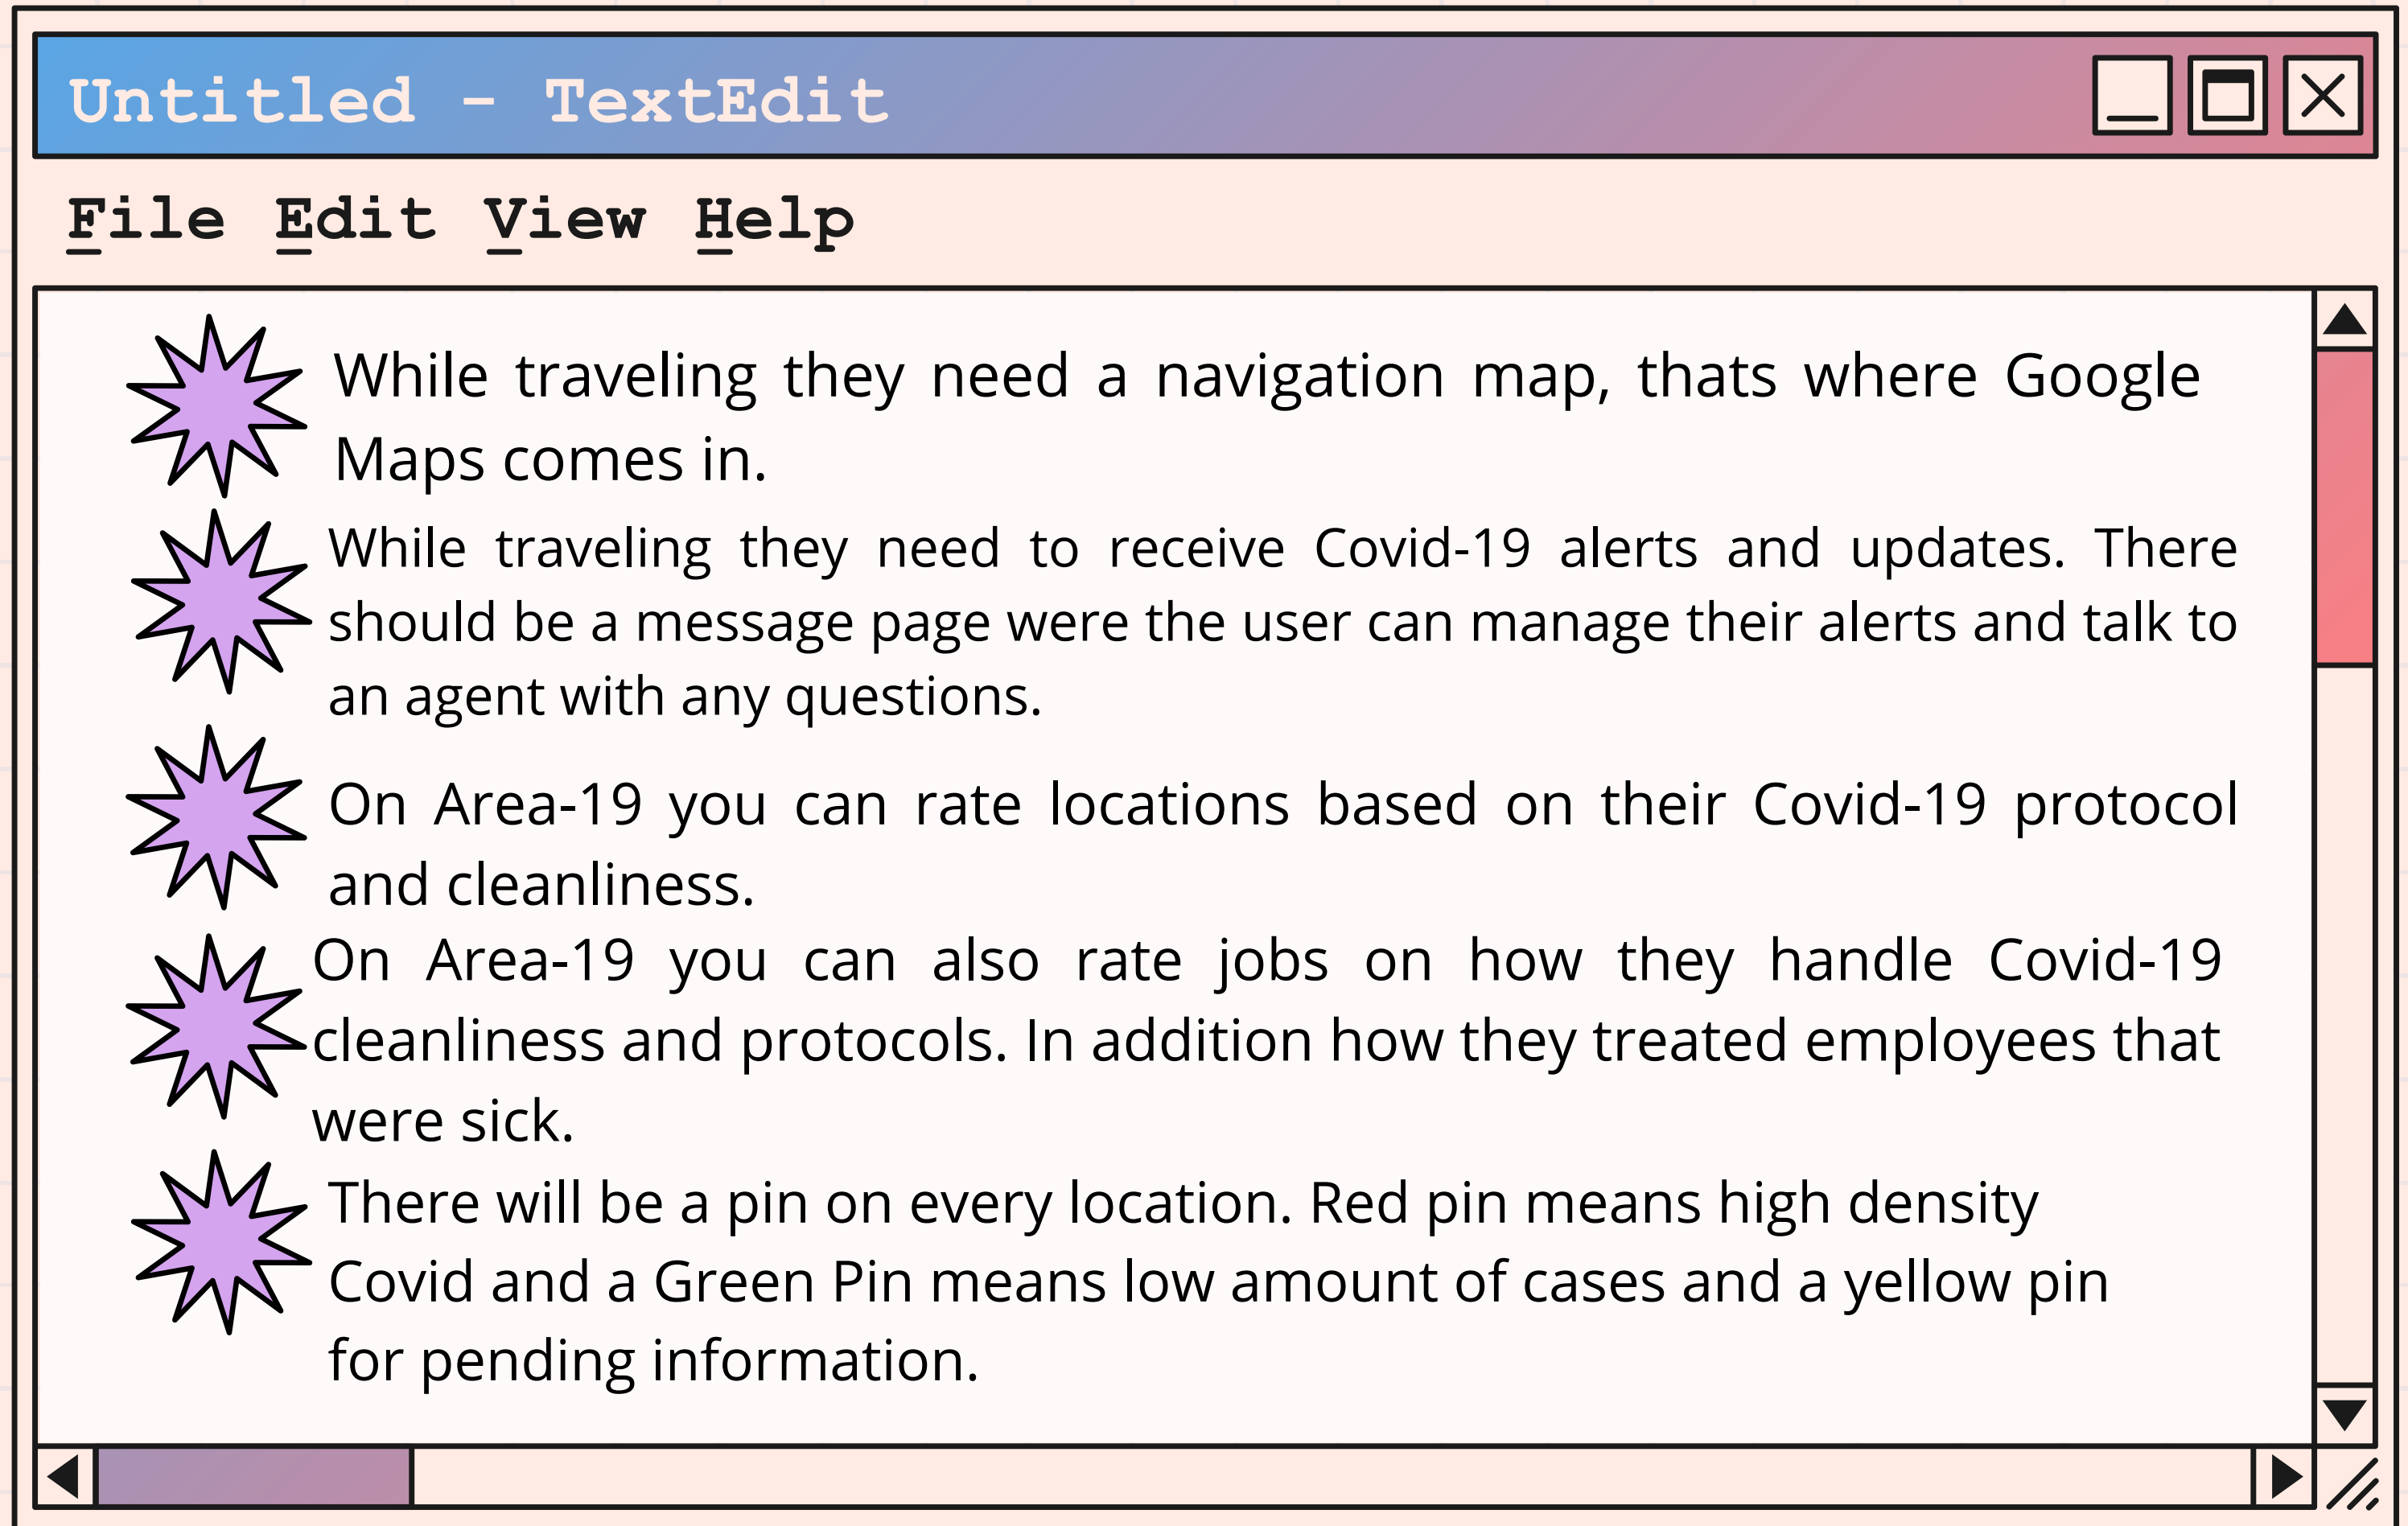 Untitled - TextEdit
File Edit View Help
While traveling they need a navigation map, thats where Google
Maps comes in.
While traveling they need to receive Covid-19 alerts and updates. There
should be a message page were the user can manage their alerts and talk to
an agent with any questions.
On Area-19 you can rate locations based on their Covid-19 protocol
and cleanliness.
On Area-19 you can also rate jobs on how they handle Covid-19
cleanliness and protocols. In addition how they treated employees that
were sick.
There will be a pin on every location. Red pin means high density
Covid and a Green Pin means low amount of cases and a yellow pin
for pending information.